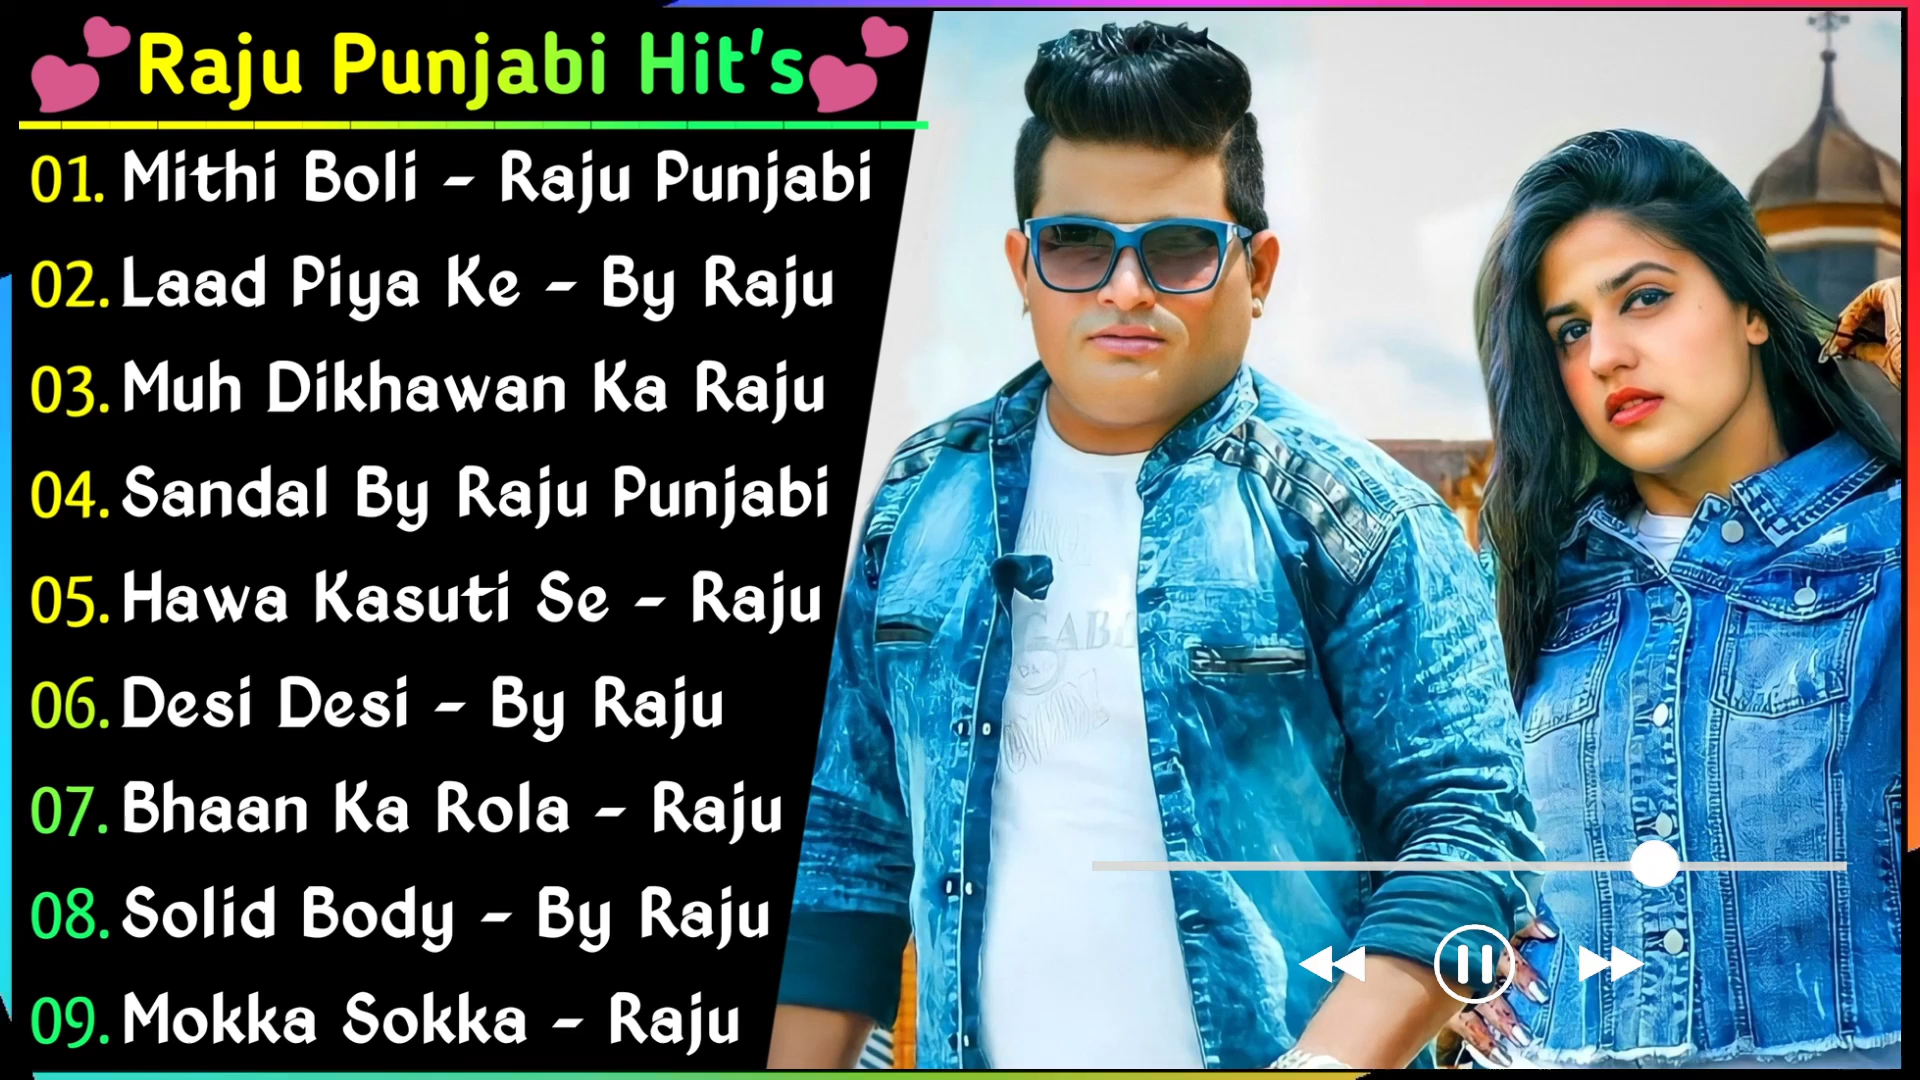 Raju Punjabi Hit's
01. Mithi Boli - Raju Punjabi
02. Laad Piya Ke - By Raju
03. Muh Dikhawan Ka Raju
04. Sandal By Raju Punjabi
05. Hawa Kasuti Se - Raju
06. Desi Desi - By Raju
07. Bhaan Ka Rola - Raju
08. Solid Body - By Raju
09. Mokka Sokka - Raju